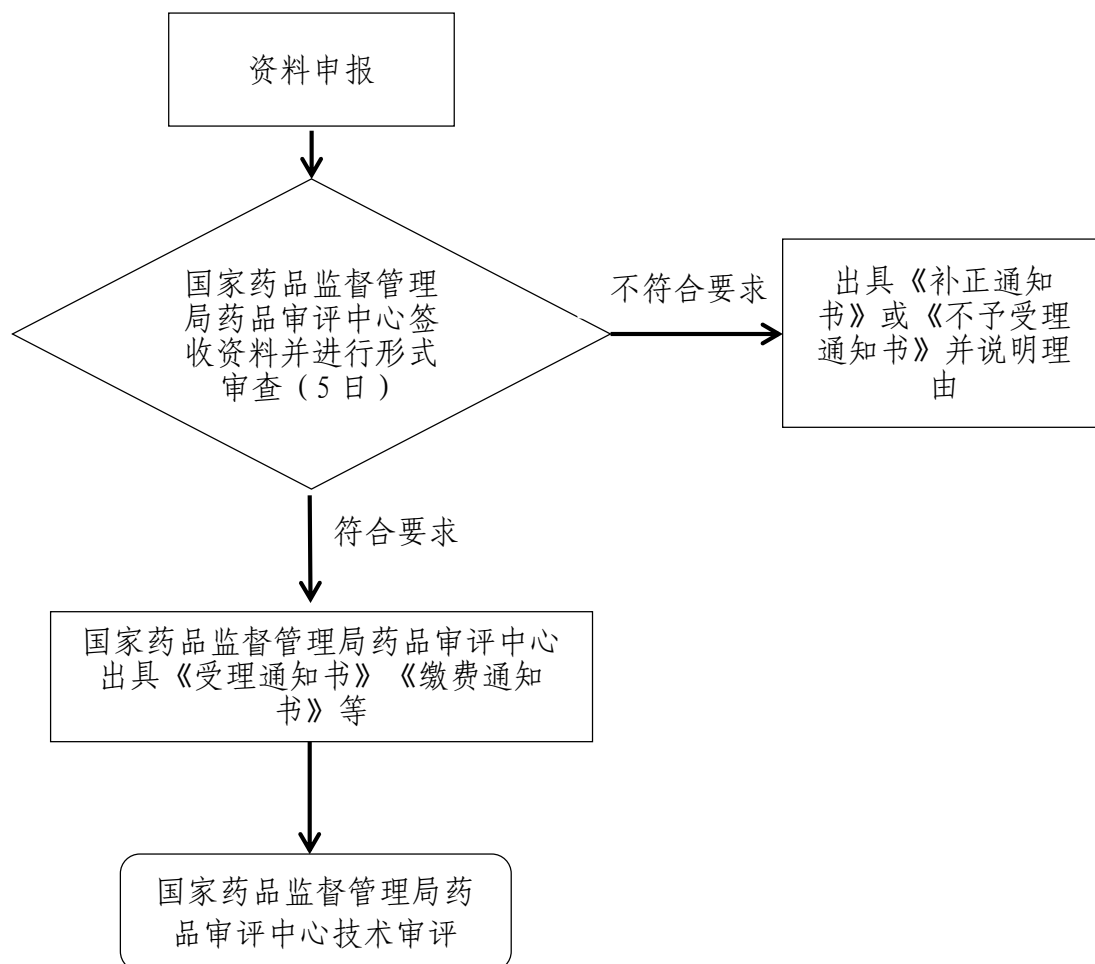 资料申报
国家药品监督管理
局药品审评中心签
收资料并进行形式
审查（5日）
不符合要求
出具《补正通知
书》或《不予受理
通知书》并说明理
由
符合要求
国家药品监督管理局药品审评中心
出具《受理通知书》《缴费通知
书》等
国家药品监督管理局药
品审评中心技术审评